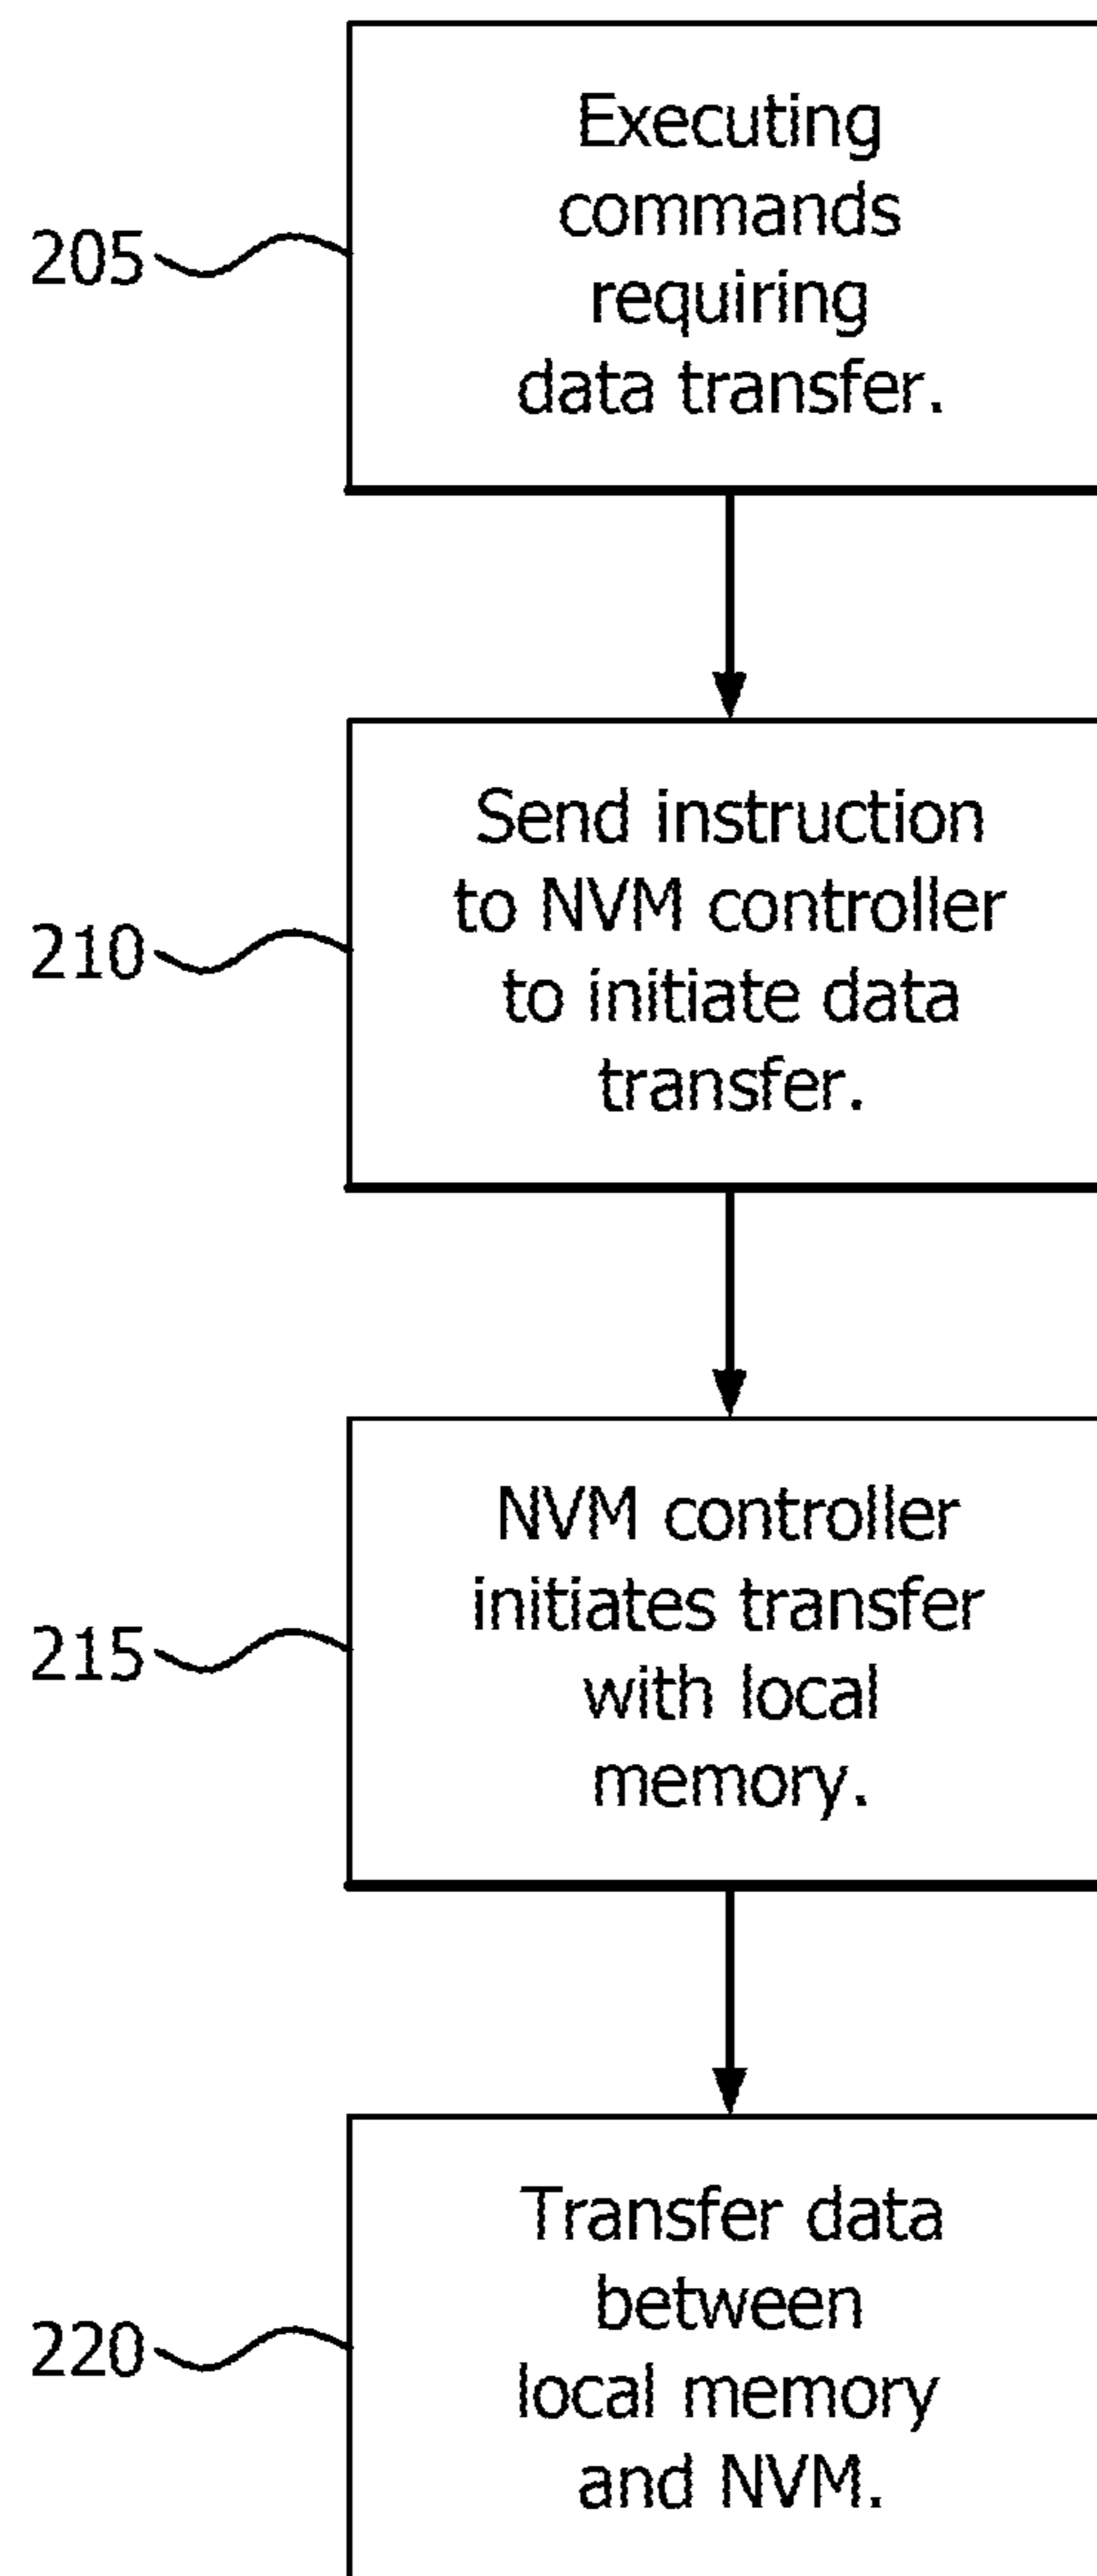 205
Executing
commands
requiring
data transfer.
210
Send instruction
to NVM controller
to initiate data
transfer.
215
NVM controller
initiates transfer
with local
memory.
220
Transfer data
between
local memory
and NVM.